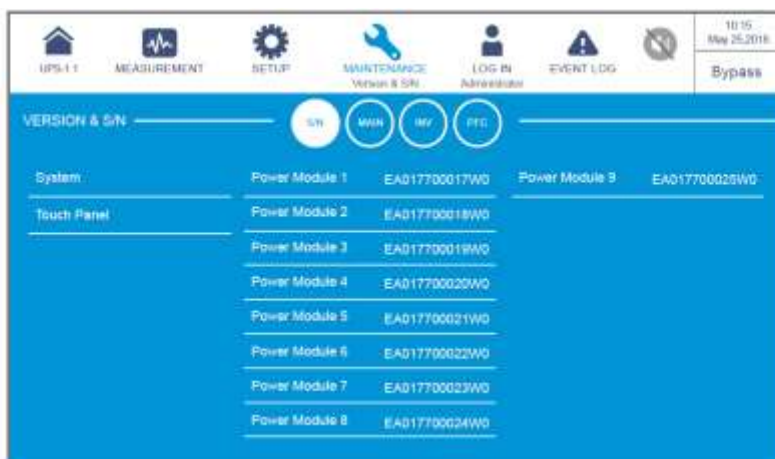 10:15
May 25,2018
UPS-1 1
MEASUREMENT
SETUP
MAINTENANCE
LOG IN
EVENT LOG
Version & S/N
Administrator
Bypass
VERSION & S/N
S/N
MAIN
INV
PFC
System
Power Module 1 EA017700017W0
Power Module 9 EA017700025W0
Touch Panel
Power Module 2 EA017700018W0
Power Module 3 EA017700019W0
Power Module 4 EA017700020W0
Power Module 5 EA017700021W0
Power Module 6 EA017700022W0
Power Module 7 EA017700023W0
Power Module 8 EA017700024W0